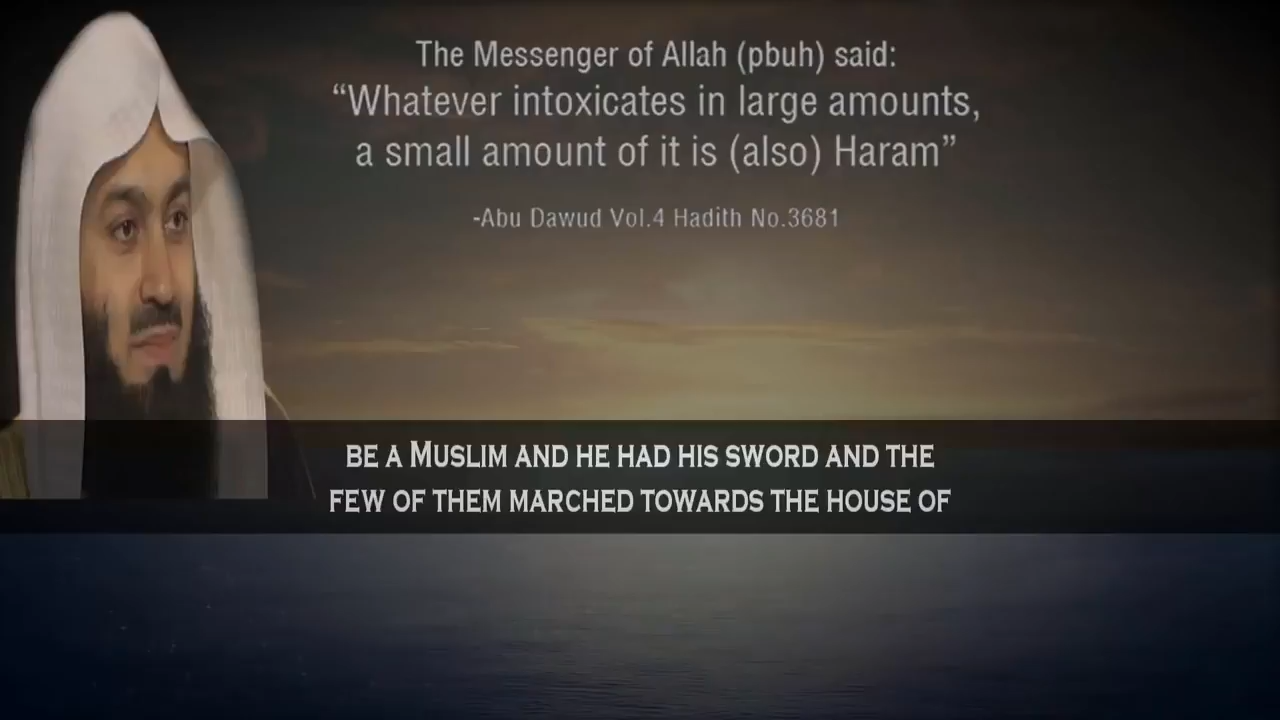 The Messenger of Allah (pbuh) said:
“Whatever intoxicates in large amounts,
a small amount of it is (also) Haram”
-Abu Dawud Vol.4 Hadith No.3681
BE A MUSLIM AND HE HAD HIS SWORD AND THE
FEW OF THEM MARCHED TOWARDS THE HOUSE OF